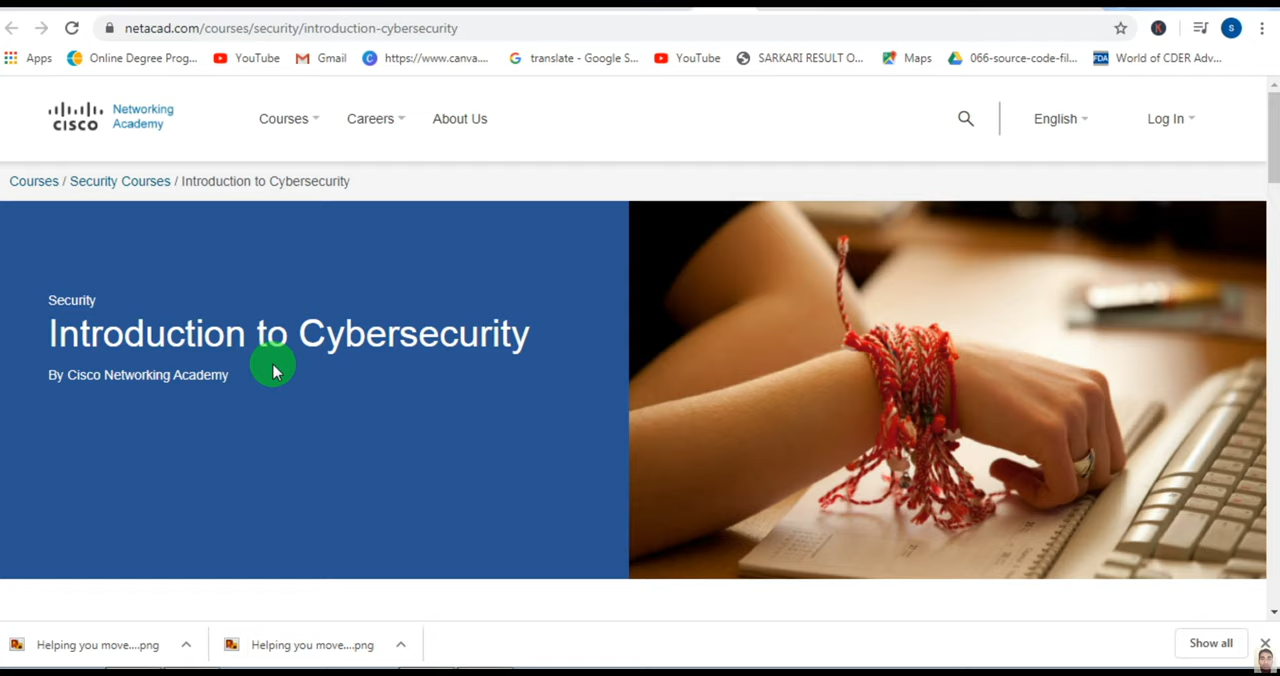 netacad.com/courses/security/introduction-cybersecurity
K
S
Apps
Online Degree Prog...
YouTube
Gmail
C
https://www.canva....
translate - Google S...
YouTube
SARKARI RESULT O...
Maps
066-source-code-fil...
FDA
World of CDER Adv...
CISCO
Networking
Academy
Courses
Careers
About Us
English
Log In
Courses / Security Courses / Introduction to Cybersecurity
Security
Introduction to Cybersecurity
By Cisco Networking Academy
Helping you move....png
Helping you move....png
Show all